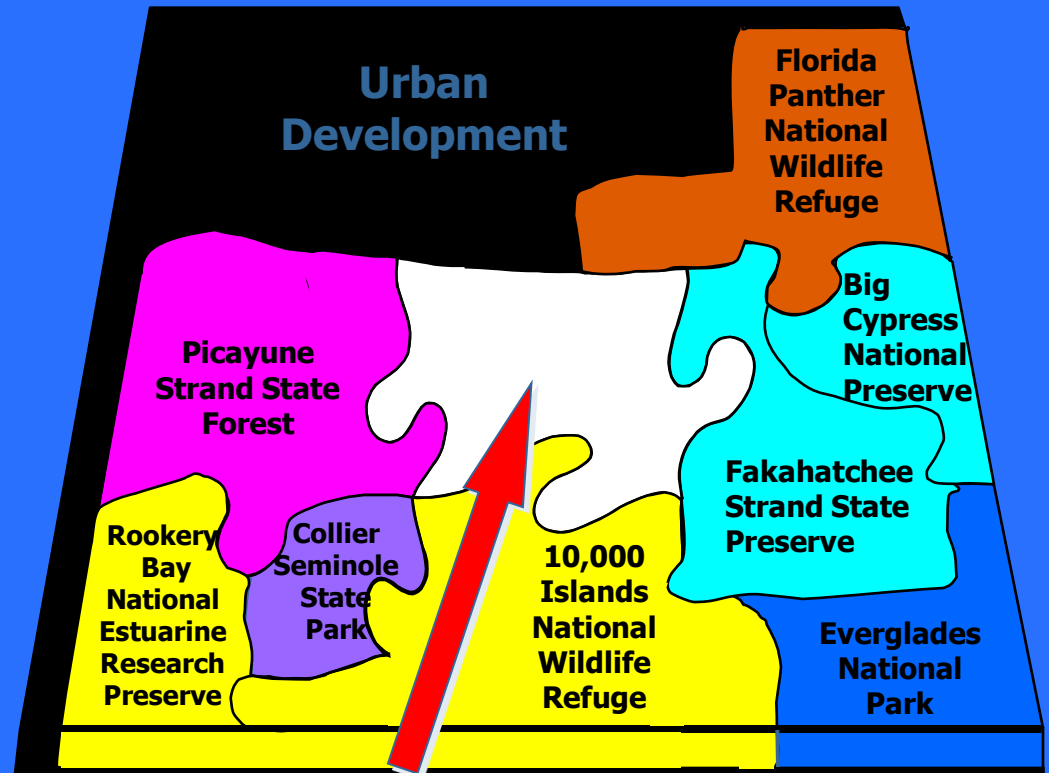 Urban
Development
Florida
Panther
National
Wildlife
Refuge
Big
Cypress
National
Preserve
Picayune
Strand State
Forest
Fakahatchee
Strand State
Preserve
Rookery
Bay
National
Estuarine
Research
Preserve
Collier
Seminole
State
Park
10,000
Islands
National
Wildlife
Refuge
Everglades
National
Park